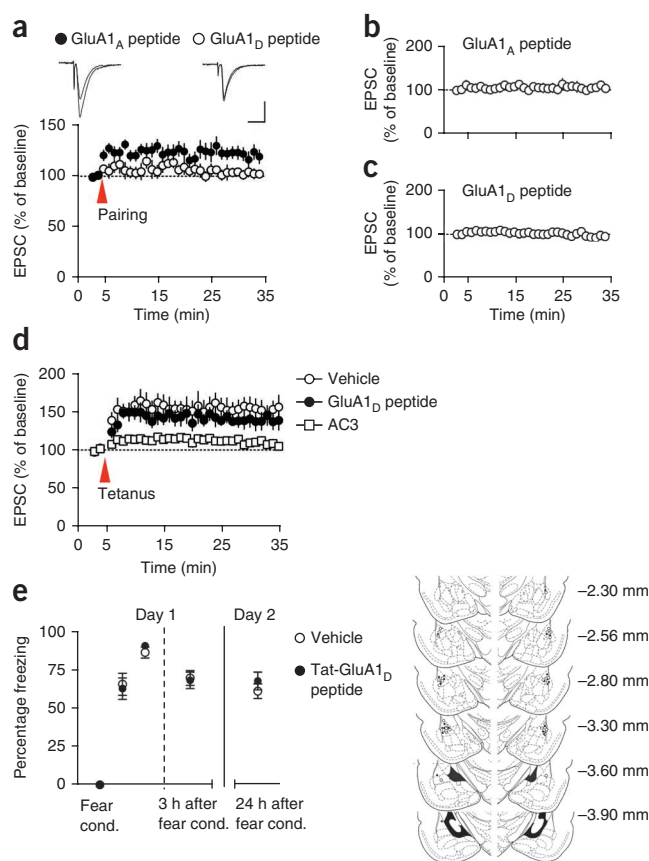 a
● GluA1A peptide ○ GluA1D peptide
EPSC (% of baseline)
150
100
50
0
Pairing
0 5 15 25 35
Time (min)
b
GluA1A peptide
EPSC
(% of baseline)
200
100
0
c
GluA1D peptide
EPSC
(% of baseline)
200
100
0
0 5 15 25 35
Time (min)
d
EPSC (% of baseline)
200
150
100
50
0
Tetanus
0 5 15 25 35
Time (min)
Vehicle
GluA1D peptide
AC3
e
Day 1 Day 2
Percentage freezing
100
75
50
25
0
Fear
cond.
3 h after
fear cond.
24 h after
fear cond.
Vehicle
Tat-GluA1D
peptide
–2.30 mm
–2.56 mm
–2.80 mm
–3.30 mm
–3.60 mm
–3.90 mm